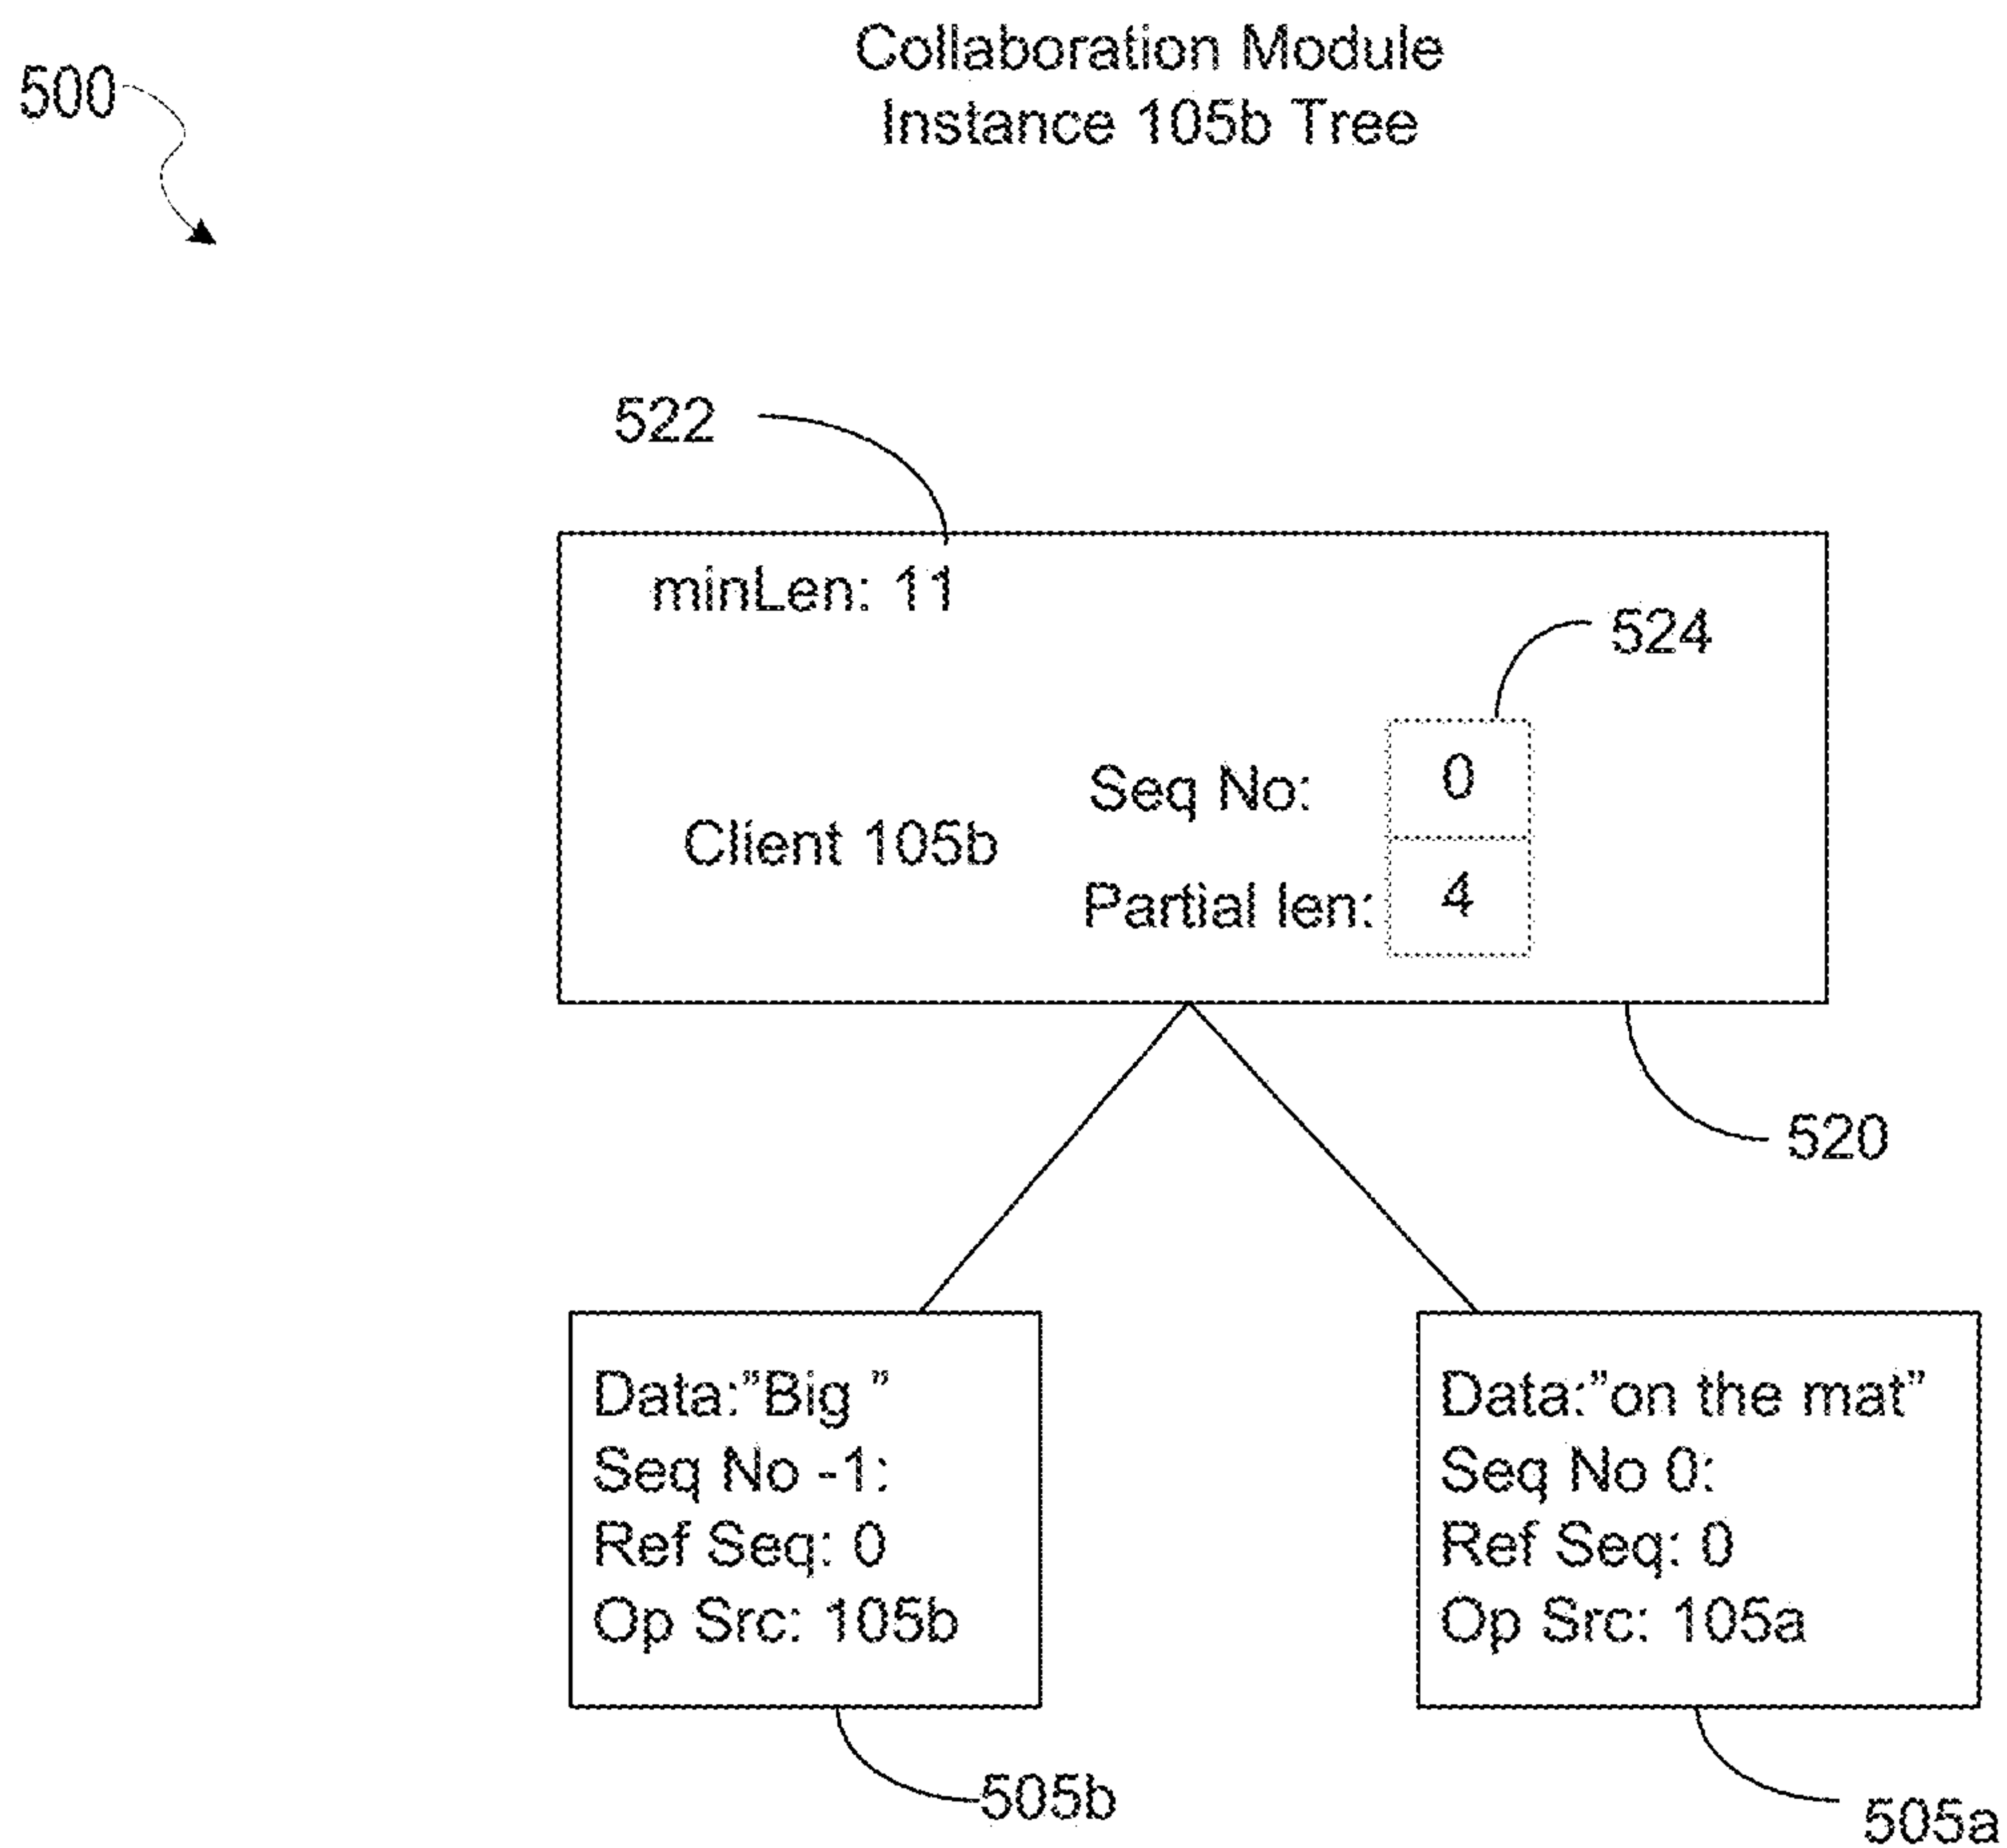 Collaboration Module
Instance 105b Tree
500
522
minLen: 11
524
Seq No:
0
Client 105b
Partial len:
4
520
Data:”Big ”
Seq No -1:
Ref Seq: 0
Op Src: 105b
Data:”on the mat”
Seq No 0:
Ref Seq: 0
Op Src: 105a
505b
505a